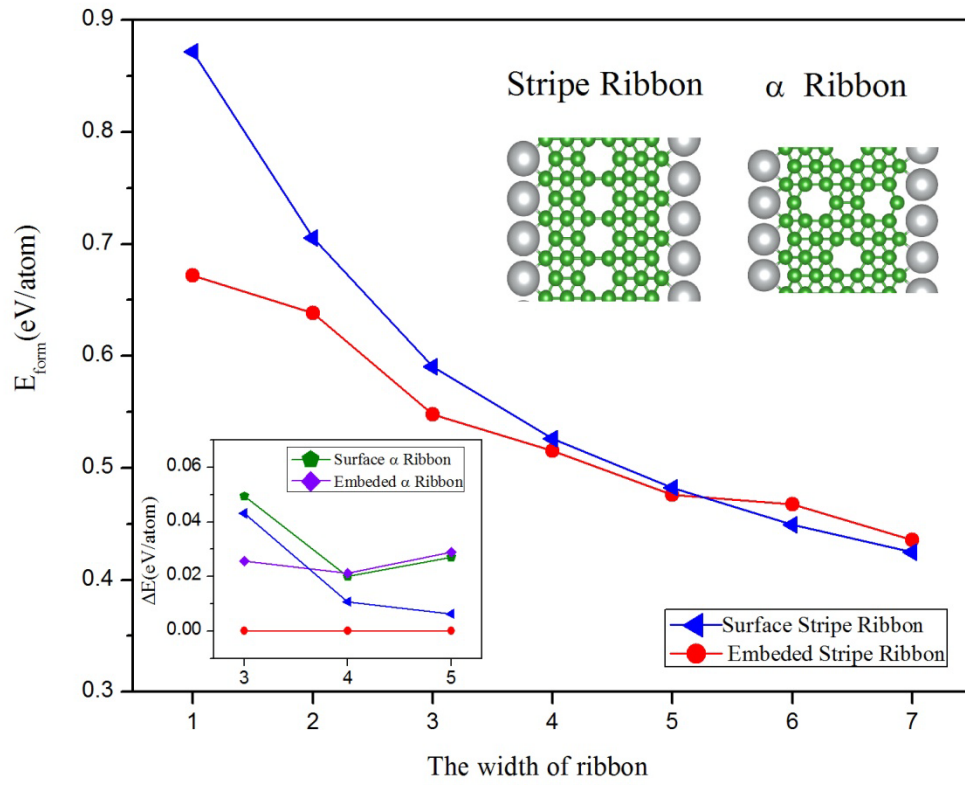 0.9
0.8
0.7
0.6
0.5
0.4
0.3
E_form(eV/atom)
Stripe Ribbon
α Ribbon
Surface α Ribbon
Embeded α Ribbon
0.06
0.04
0.02
0.00
ΔE(eV/atom)
3 4 5
Surface Stripe Ribbon
Embeded Stripe Ribbon
1 2 3 4 5 6 7
The width of ribbon